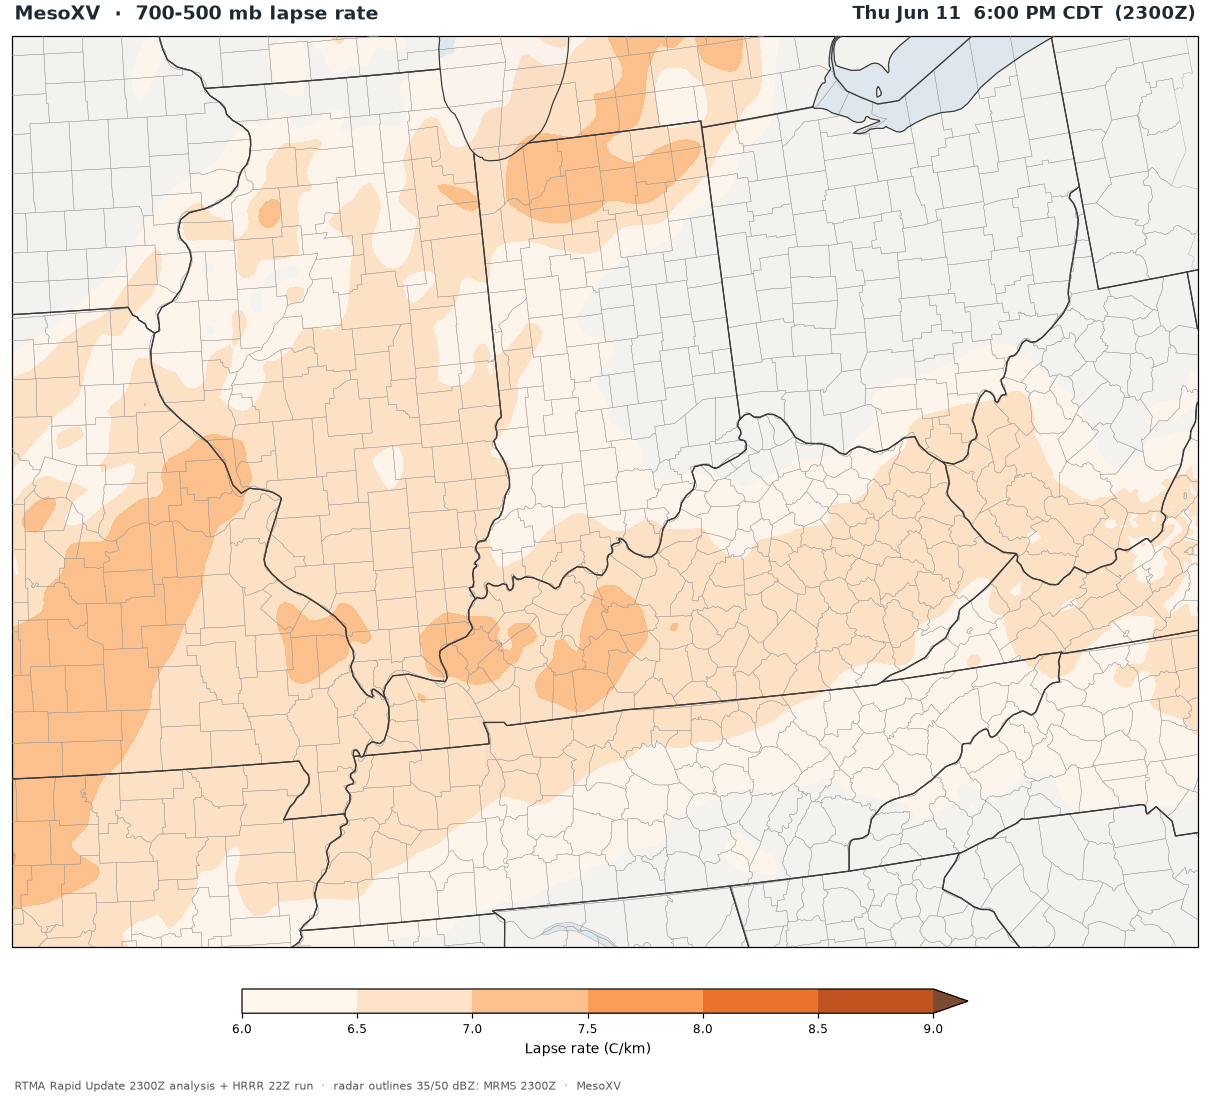 MesoXV · 700-500 mb lapse rate
Thu Jun 11 6:00 PM CDT (2300Z)
6.0 6.5 7.0 7.5 8.0 8.5 9.0
Lapse rate (C/km)
RTMA Rapid Update 2300Z analysis + HRRR 22Z run · radar outlines 35/50 dBZ: MRMS 2300Z · MesoXV